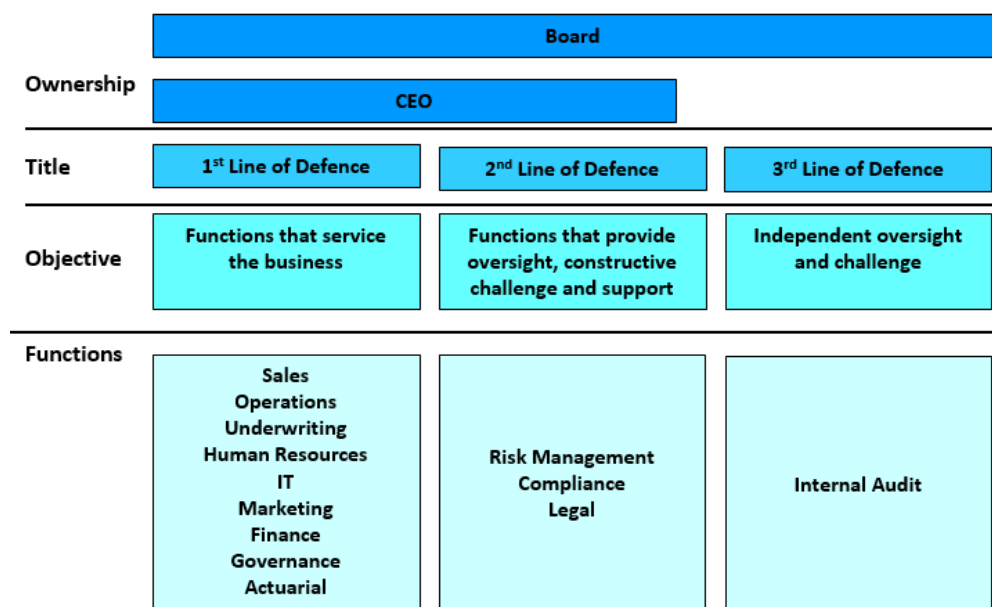 Board
Ownership
CEO
Title
1st Line of Defence
2nd Line of Defence
3rd Line of Defence
Objective
Functions that service
the business
Functions that provide
oversight, constructive
challenge and support
Independent oversight
and challenge
Functions
Sales
Operations
Underwriting
Human Resources
IT
Marketing
Finance
Governance
Actuarial
Risk Management
Compliance
Legal
Internal Audit